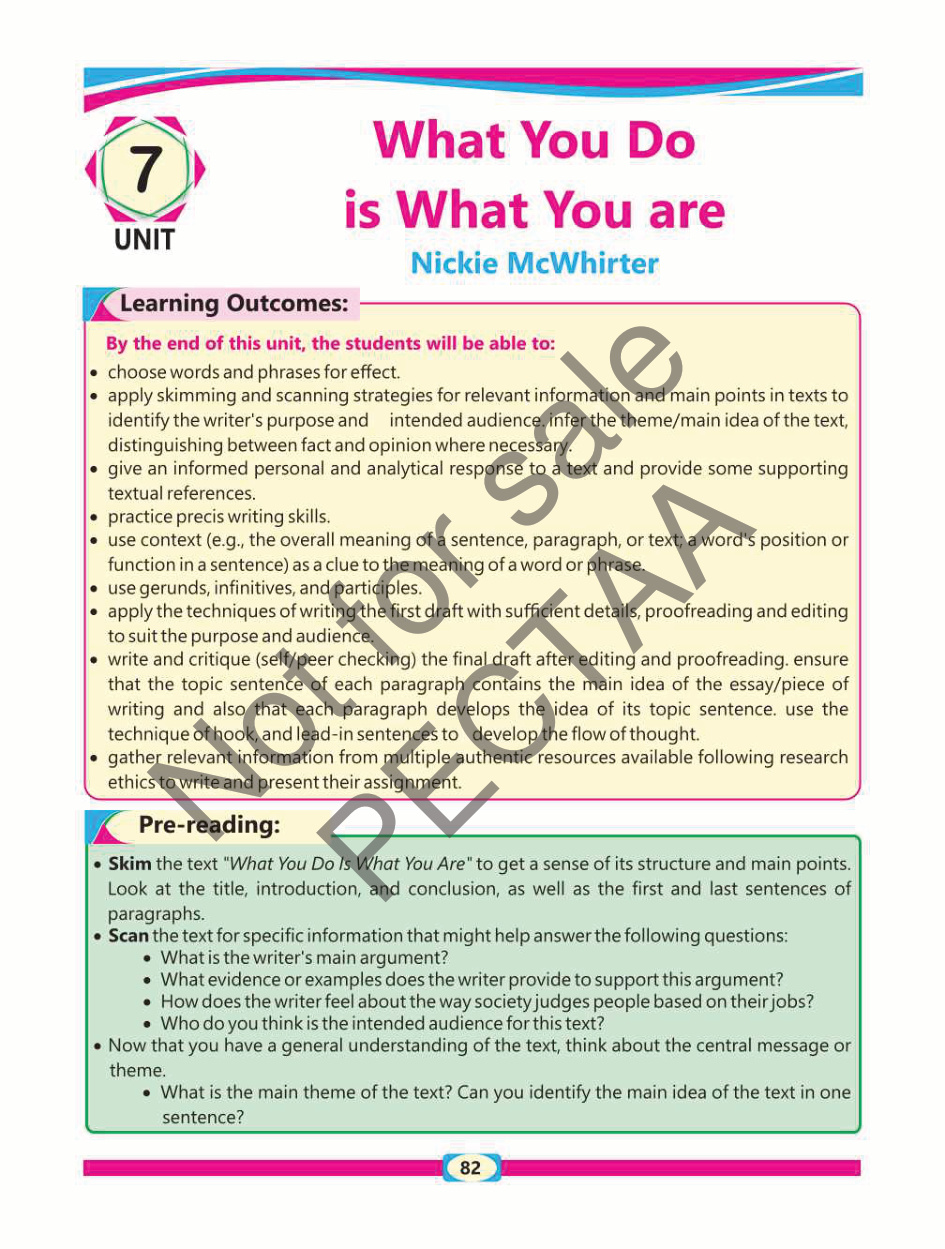 7
UNIT
What You Do
is What You are
Nickie McWhirter
Learning Outcomes:
By the end of this unit, the students will be able to:
• choose words and phrases for effect.
• apply skimming and scanning strategies for relevant information and main points in texts to
identify the writer's purpose and intended audience. infer the theme/main idea of the text,
distinguishing between fact and opinion where necessary.
• give an informed personal and analytical response to a text and provide some supporting
textual references.
• practice precis writing skills.
• use context (e.g., the overall meaning of a sentence, paragraph, or text; a word's position or
function in a sentence) as a clue to the meaning of a word or phrase.
• use gerunds, infinitives, and participles.
• apply the techniques of writing the first draft with sufficient details, proofreading and editing
to suit the purpose and audience.
• write and critique (self/peer checking) the final draft after editing and proofreading. ensure
that the topic sentence of each paragraph contains the main idea of the essay/piece of
writing and also that each paragraph develops the idea of its topic sentence. use the
technique of hook, and lead-in sentences to develop the flow of thought.
• gather relevant information from multiple authentic resources available following research
ethics to write and present their assignment.
Pre-reading:
• Skim the text "What You Do Is What You Are" to get a sense of its structure and main points.
Look at the title, introduction, and conclusion, as well as the first and last sentences of
paragraphs.
• Scan the text for specific information that might help answer the following questions:
• What is the writer's main argument?
• What evidence or examples does the writer provide to support this argument?
• How does the writer feel about the way society judges people based on their jobs?
• Who do you think is the intended audience for this text?
• Now that you have a general understanding of the text, think about the central message or
theme.
• What is the main theme of the text? Can you identify the main idea of the text in one
sentence?
82
Not for sale
PECTAA